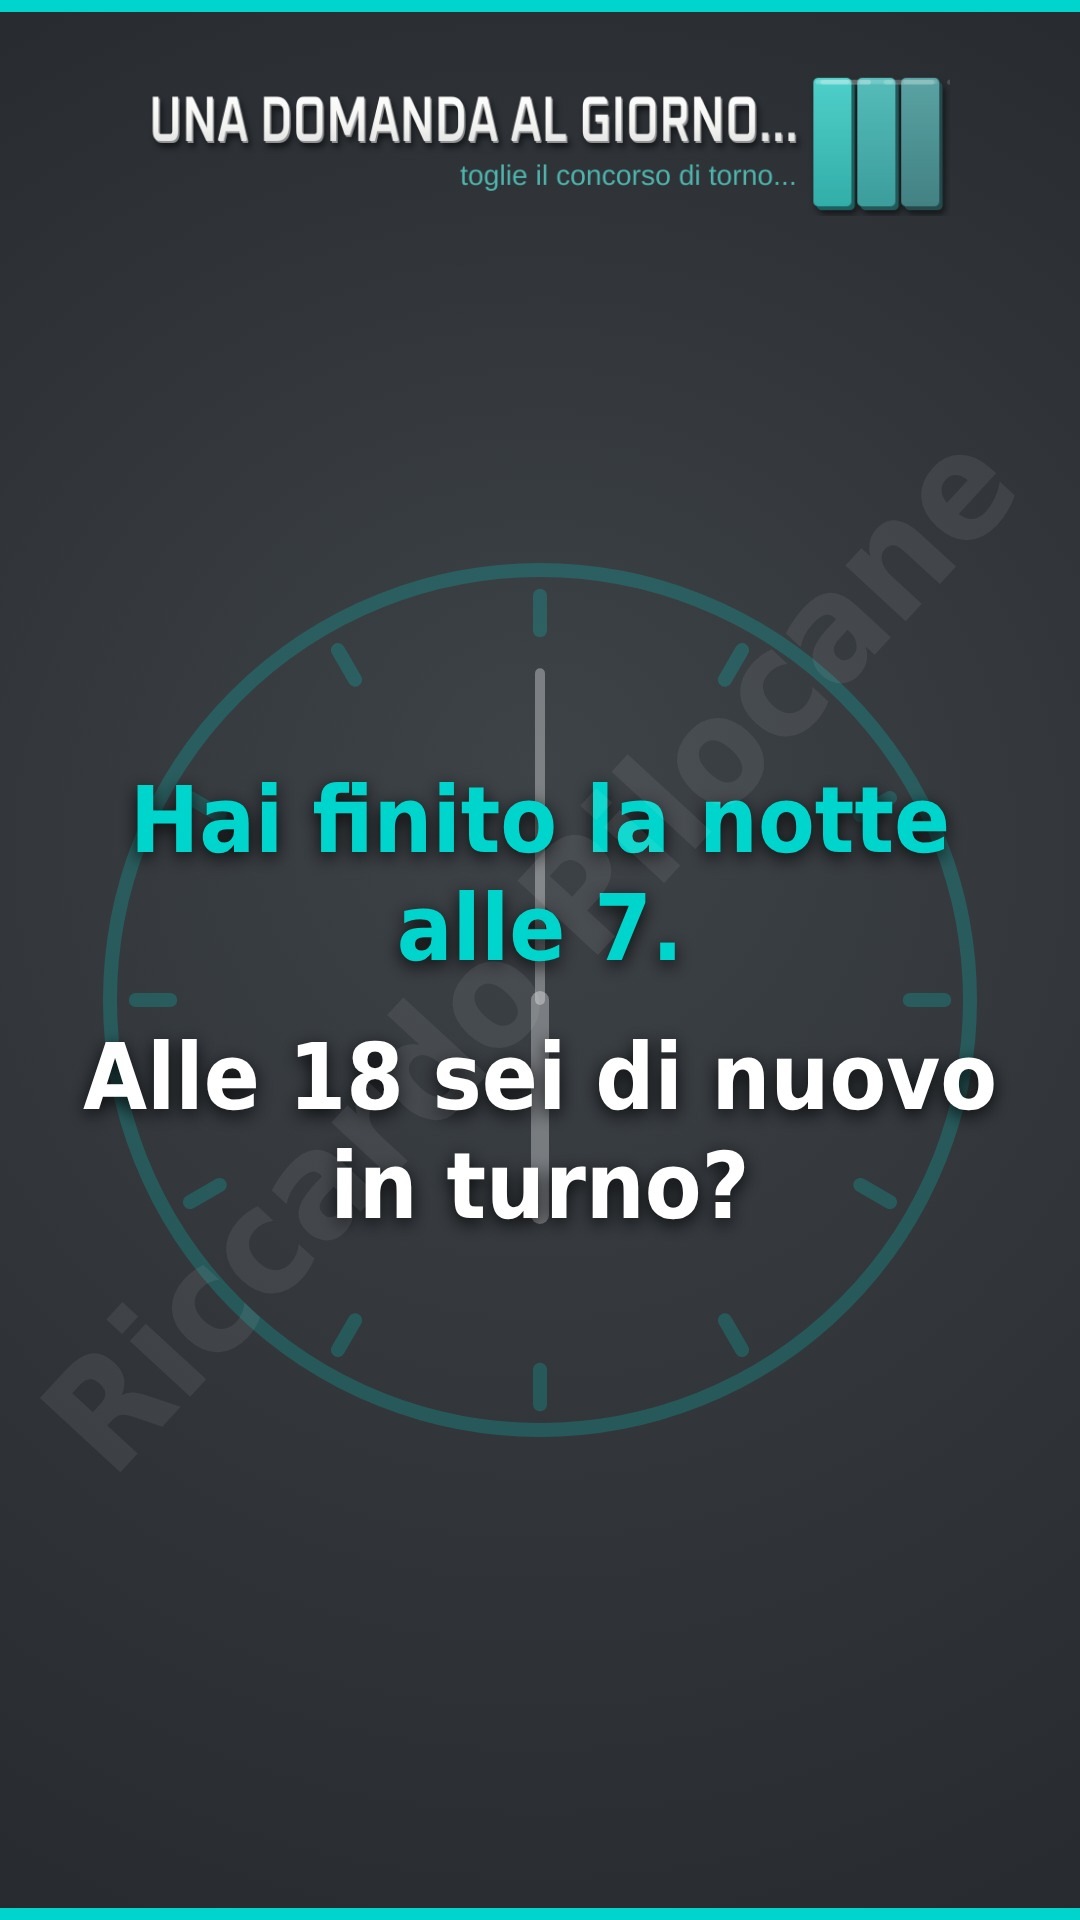 UNA DOMANDA AL GIORNO...
toglie il concorso di torno...
Hai finito la notte
alle 7.
Alle 18 sei di nuovo
in turno?
Riccardo Rilocane